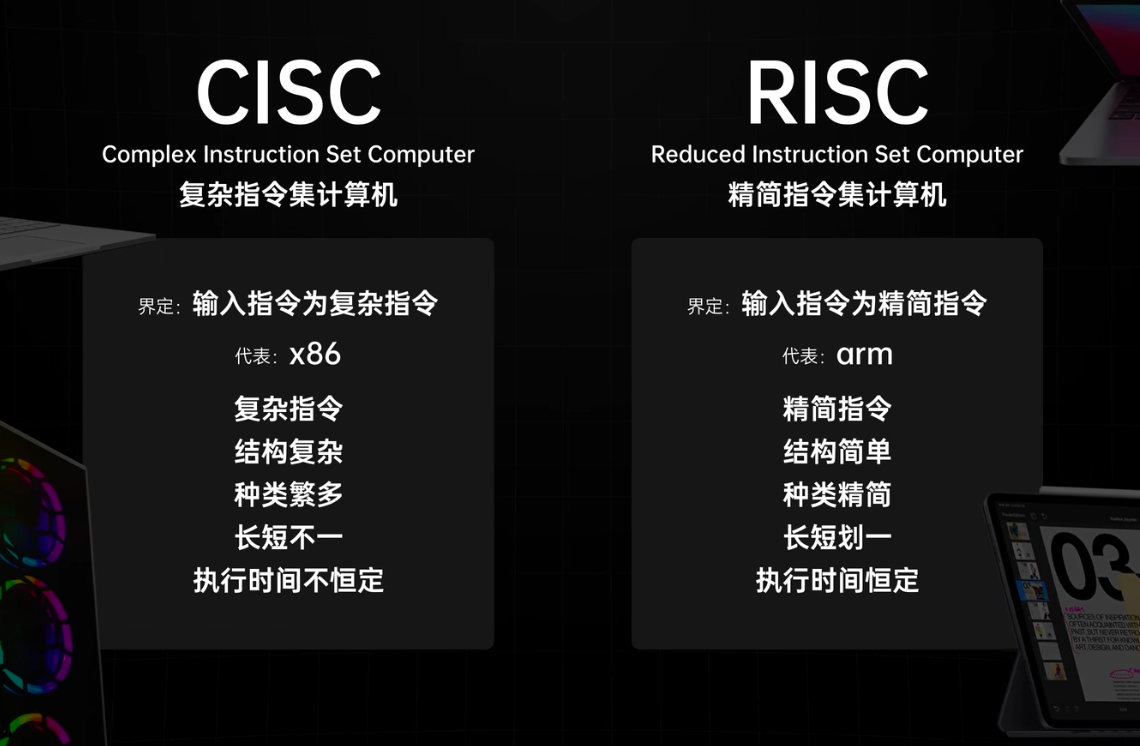 CISC
Complex Instruction Set Computer
复杂指令集计算机
界定：输入指令为复杂指令
代表：x86
复杂指令
结构复杂
种类繁多
长短不一
执行时间不恒定
RISC
Reduced Instruction Set Computer
精简指令集计算机
界定：输入指令为精简指令
代表：arm
精简指令
结构简单
种类精简
长短划一
执行时间恒定
03